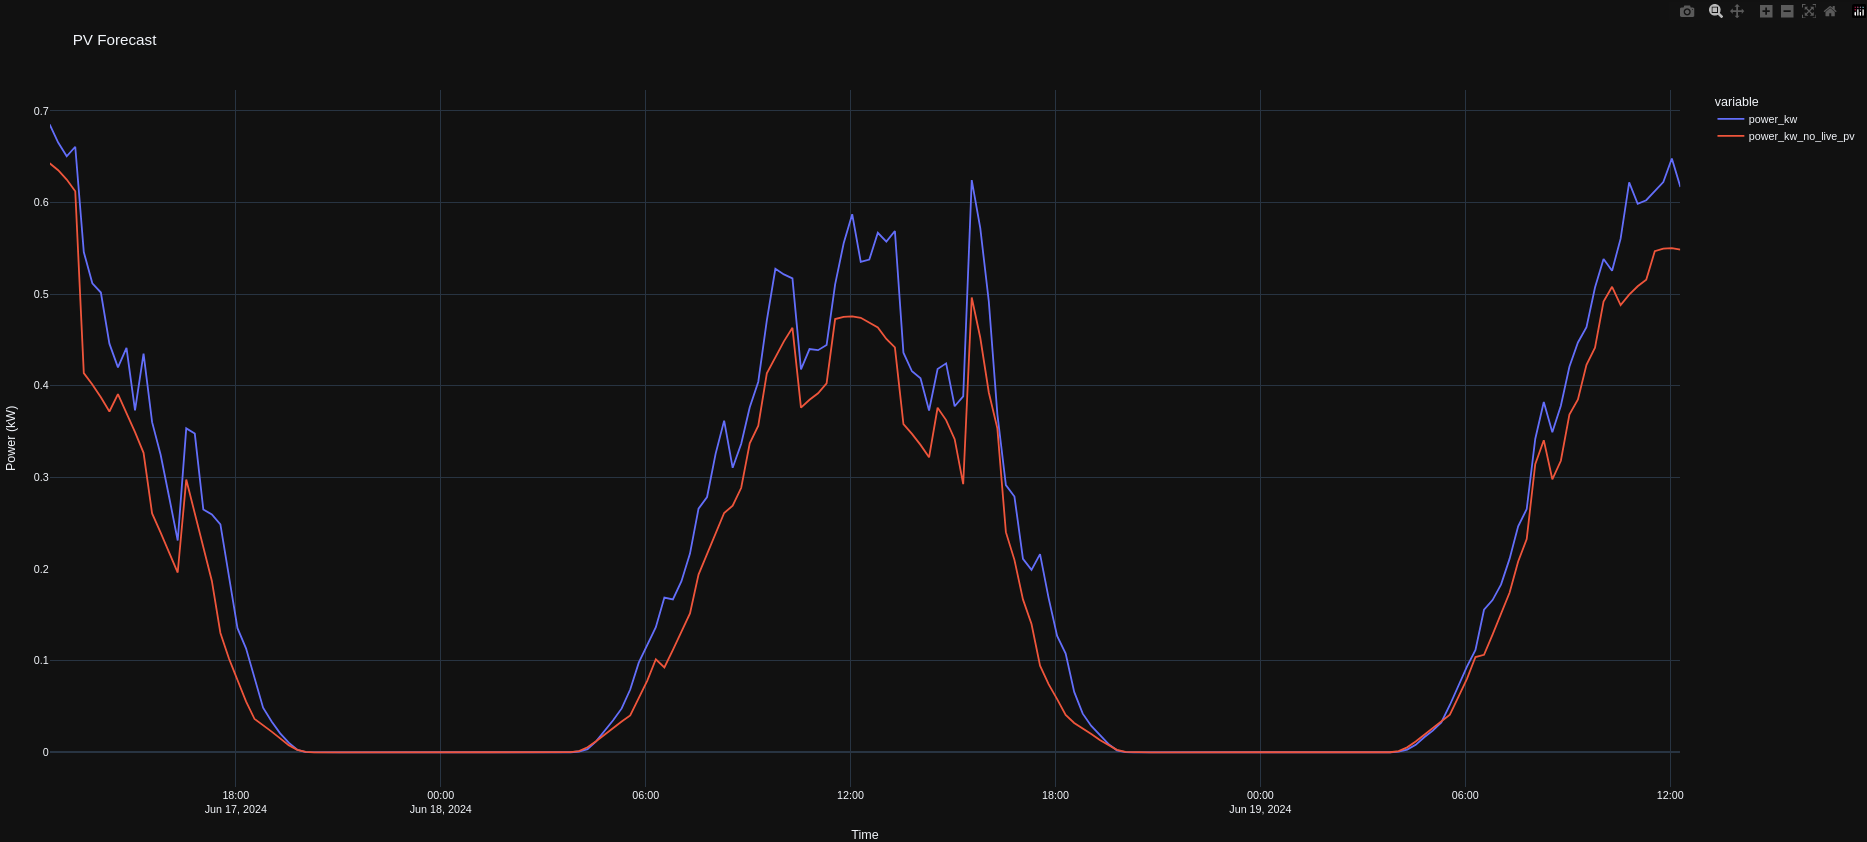 PV Forecast
0.7
0.6
0.5
0.4
0.3
0.2
0.1
0
Power (kW)
18:00
Jun 17, 2024
00:00
Jun 18, 2024
06:00
12:00
18:00
00:00
Jun 19, 2024
06:00
12:00
Time
variable
power_kw
power_kw_no_live_pv